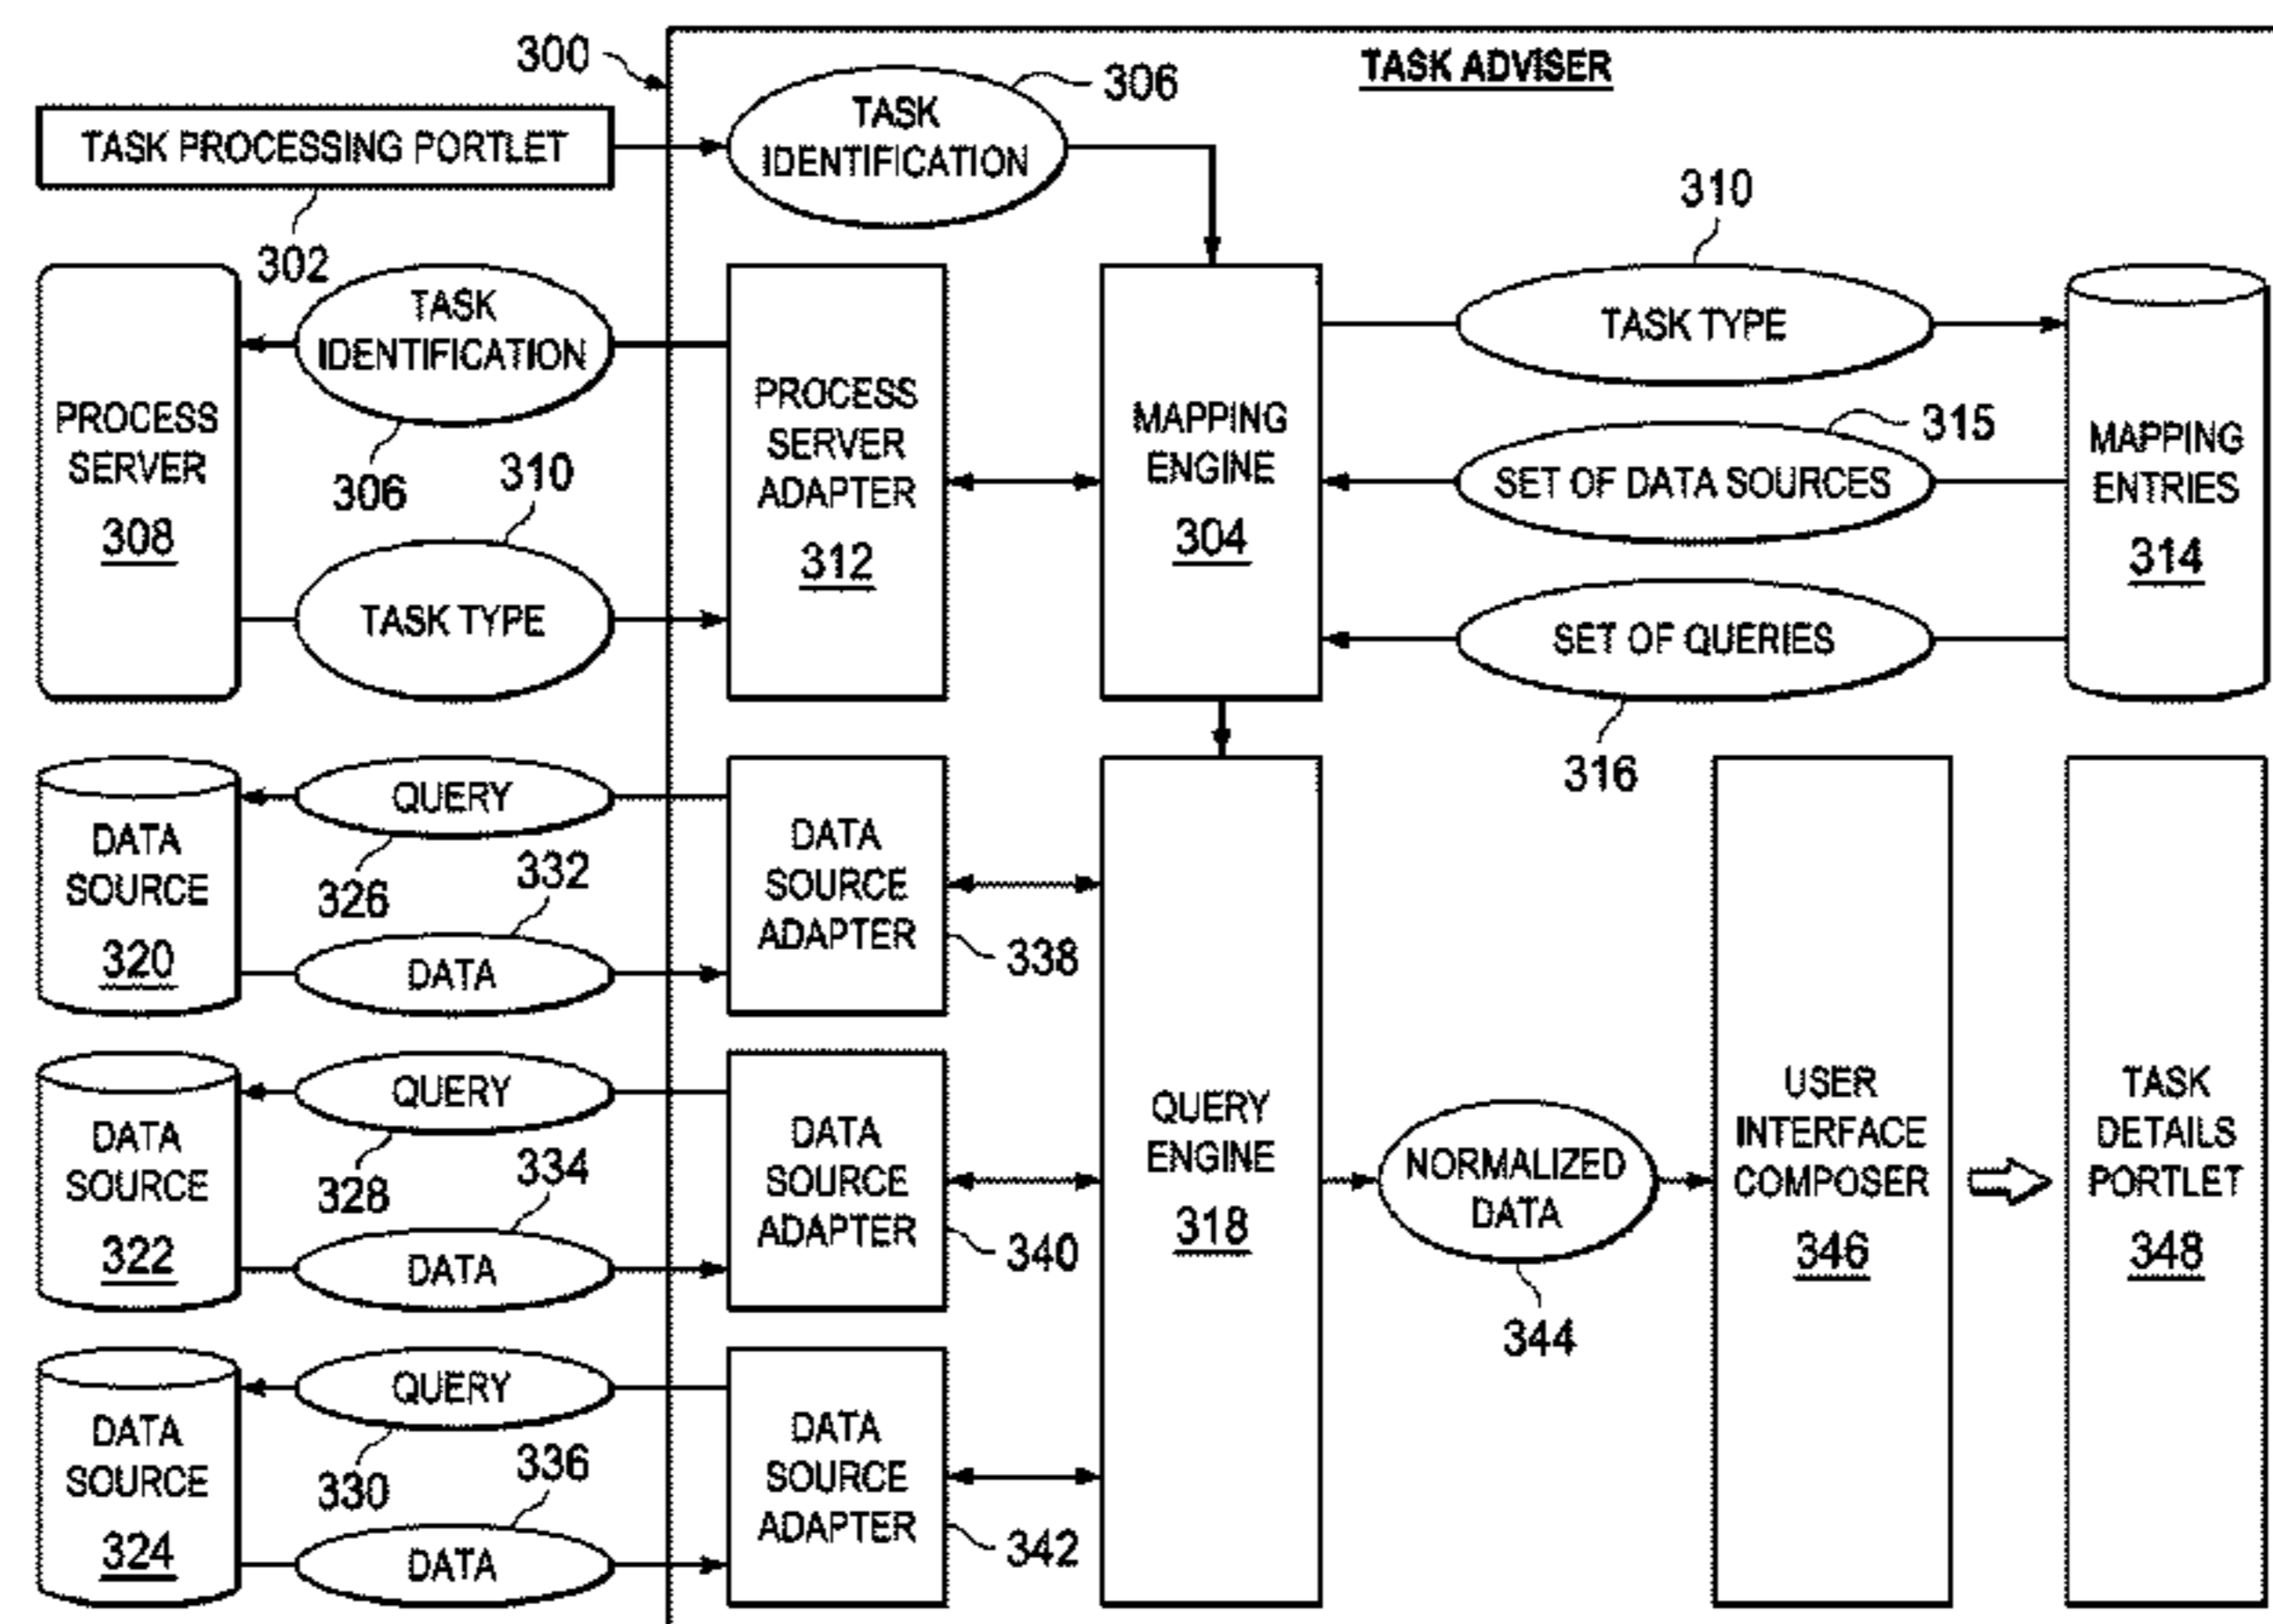 300
TASK ADVISER
TASK PROCESSING PORTLET
TASK
IDENTIFICATION
306
302
310
PROCESS
SERVER
308
TASK
IDENTIFICATION
306
310
TASK TYPE
PROCESS
SERVER
ADAPTER
312
MAPPING
ENGINE
304
TASK TYPE
315
SET OF DATA SOURCES
SET OF QUERIES
316
MAPPING
ENTRIES
314
DATA
SOURCE
320
QUERY
326
332
DATA
DATA
SOURCE
ADAPTER
338
DATA
SOURCE
322
QUERY
328
334
DATA
DATA
SOURCE
ADAPTER
340
DATA
SOURCE
324
QUERY
330
336
DATA
DATA
SOURCE
ADAPTER
342
QUERY
ENGINE
318
NORMALIZED
DATA
344
USER
INTERFACE
COMPOSER
346
TASK
DETAILS
PORTLET
348